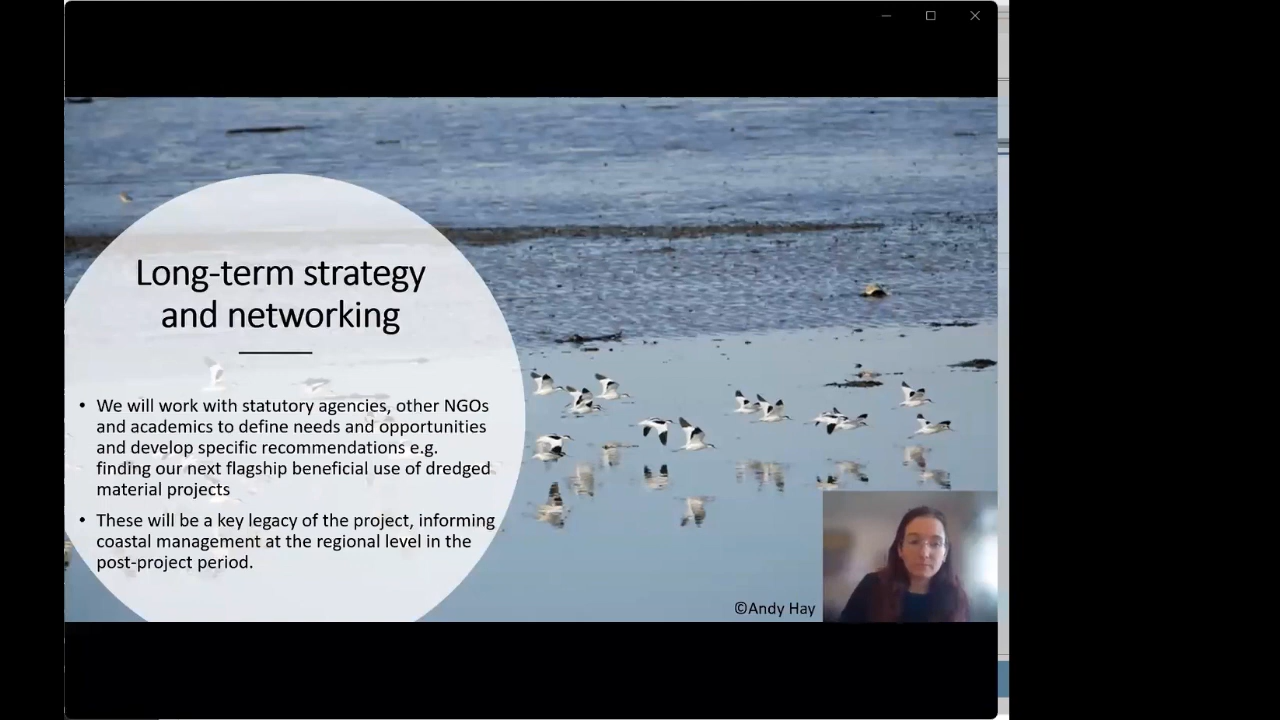 Long-term strategy
and networking
• We will work with statutory agencies, other NGOs
and academics to define needs and opportunities
and develop specific recommendations e.g.
finding our next flagship beneficial use of dredged
material projects
• These will be a key legacy of the project, informing
coastal management at the regional level in the
post-project period.
©Andy Hay